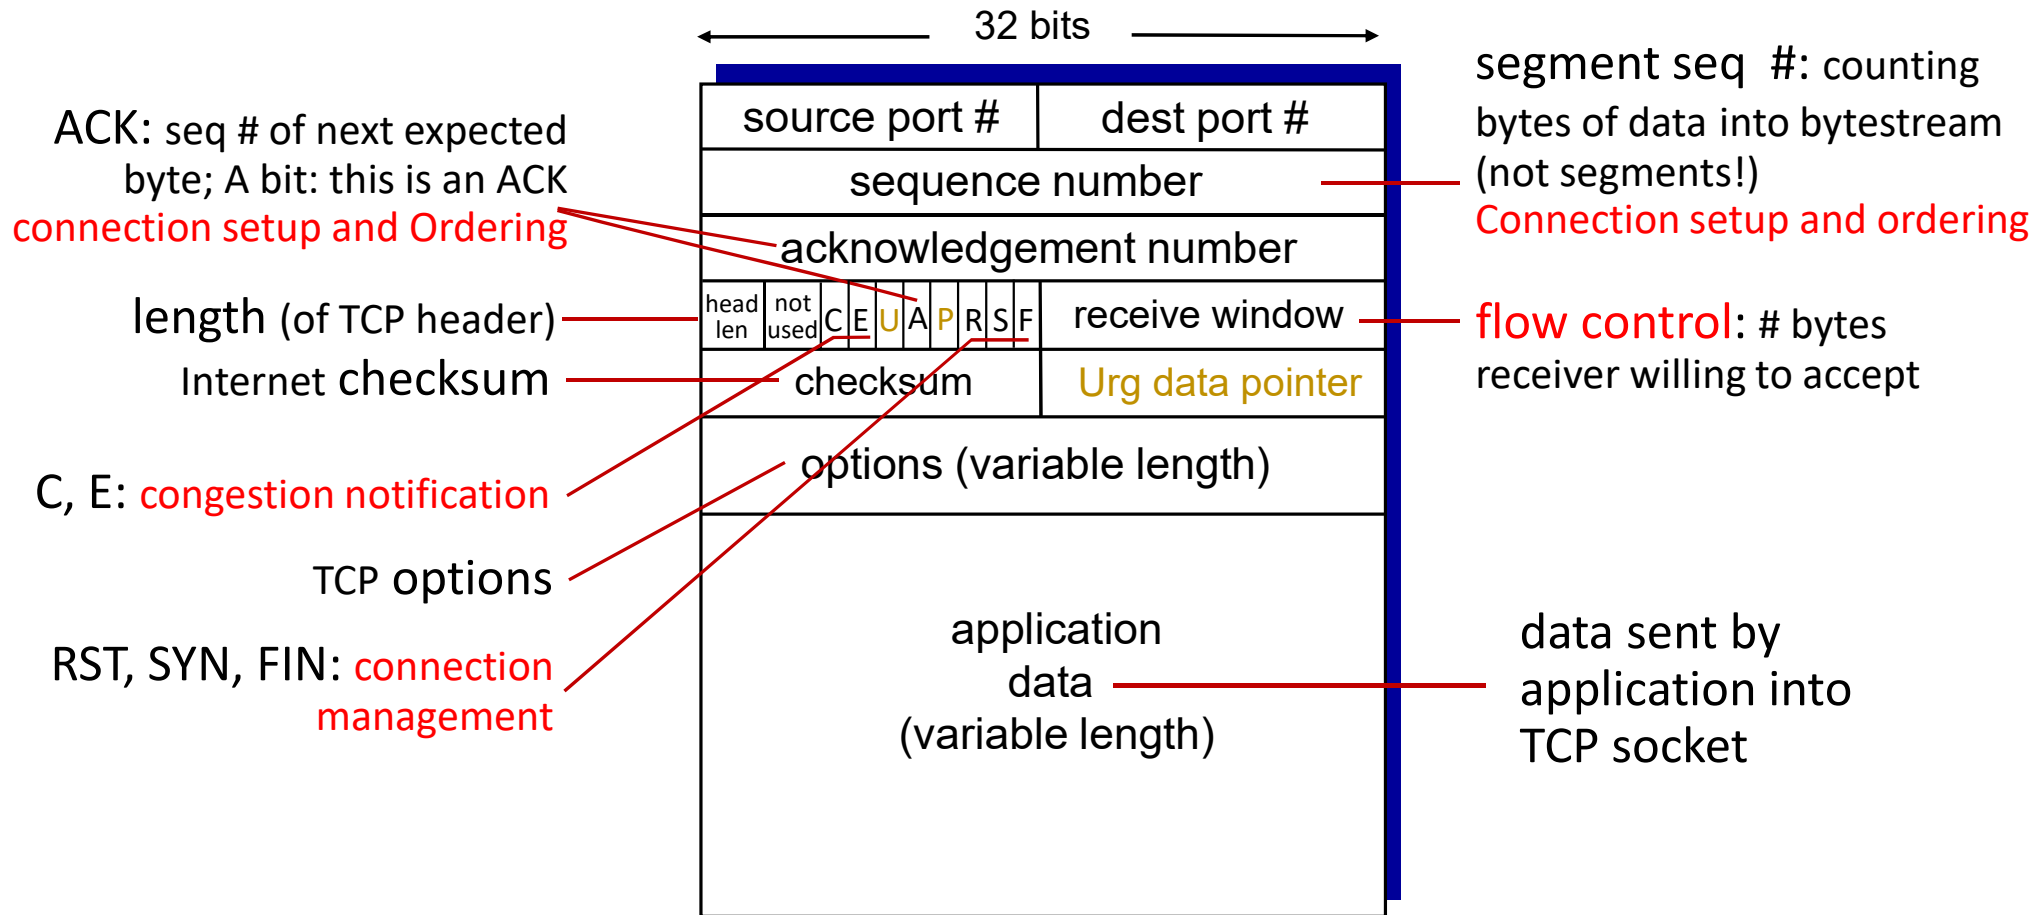 32 bits
ACK: seq # of next expected
byte; A bit: this is an ACK
connection setup and Ordering
length (of TCP header)
Internet checksum
C, E: congestion notification
TCP options
RST, SYN, FIN: connection
management
source port #
dest port #
sequence number
acknowledgement number
head
len
not
used
C E U A P R S F
receive window
checksum
Urg data pointer
options (variable length)
application
data
(variable length)
segment seq #: counting
bytes of data into bytestream
(not segments!)
Connection setup and ordering
flow control: # bytes
receiver willing to accept
data sent by
application into
TCP socket